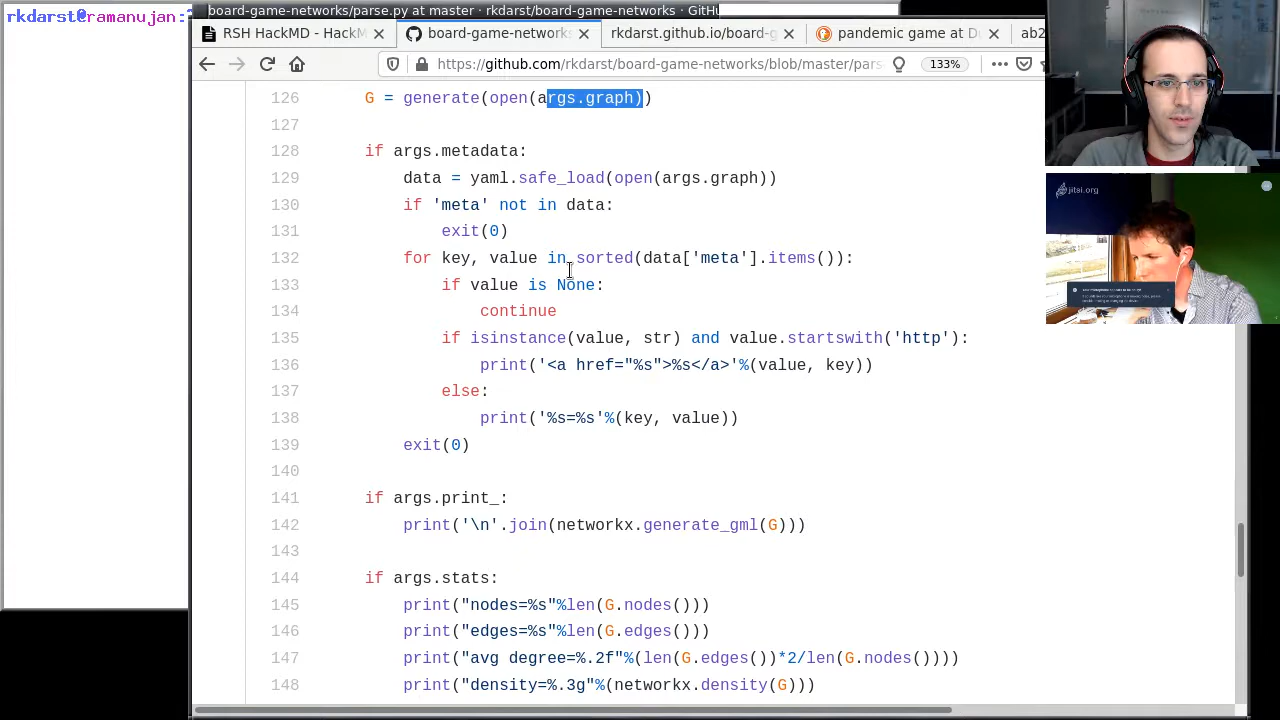 rkdarst@ramanujan:
board-game-networks/parse.py at master · rkdarst/board-game-networks · GitHu
RSH HackMD - HackM
board-game-networks
rkdarst.github.io/board-g
pandemic game at D
ab2
https://github.com/rkdarst/board-game-networks/blob/master/pars
133%
126 G = generate(open(args.graph))
127
128 if args.metadata:
129 data = yaml.safe_load(open(args.graph))
130 if 'meta' not in data:
131 exit(0)
132 for key, value in sorted(data['meta'].items()):
133 if value is None:
134 continue
135 if isinstance(value, str) and value.startswith('http'):
136 print('<a href="%s">%s</a>'%(value, key))
137 else:
138 print('%s=%s'%(key, value))
139 exit(0)
140
141 if args.print_:
142 print('\n'.join(networkx.generate_gml(G)))
143
144 if args.stats:
145 print("nodes=%s"%len(G.nodes()))
146 print("edges=%s"%len(G.edges()))
147 print("avg degree=%.2f"%(len(G.edges())*2/len(G.nodes())))
148 print("density=%.3g"%(networkx.density(G)))
jitsi.org